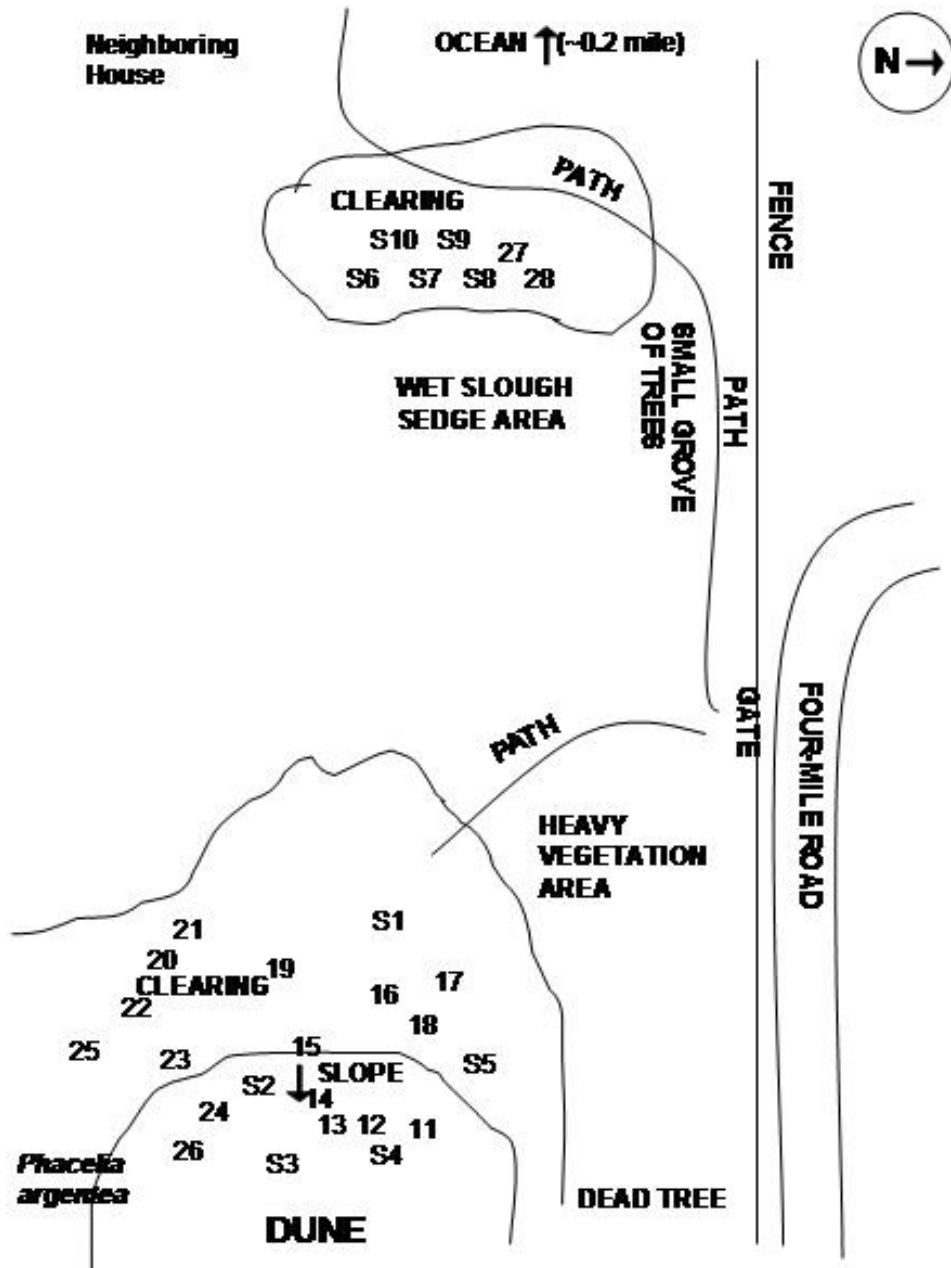 Neighboring
House
OCEAN ↑ (~0.2 mile)
N →
PATH
FENCE
CLEARING
S10 S9 27
S6 S7 S8 28
SMALL GROVE
OF TREES
PATH
WET SLOUGH
SEDGE AREA
GATE
FOUR-MILE ROAD
PATH
HEAVY
VEGETATION
AREA
S1
21
20
19
CLEARING
17
16
22
18
15
25
23
S5
SLOPE
S2
14
24
13 12 11
26
S3
S4
Phacelia
argentea
DEAD TREE
DUNE